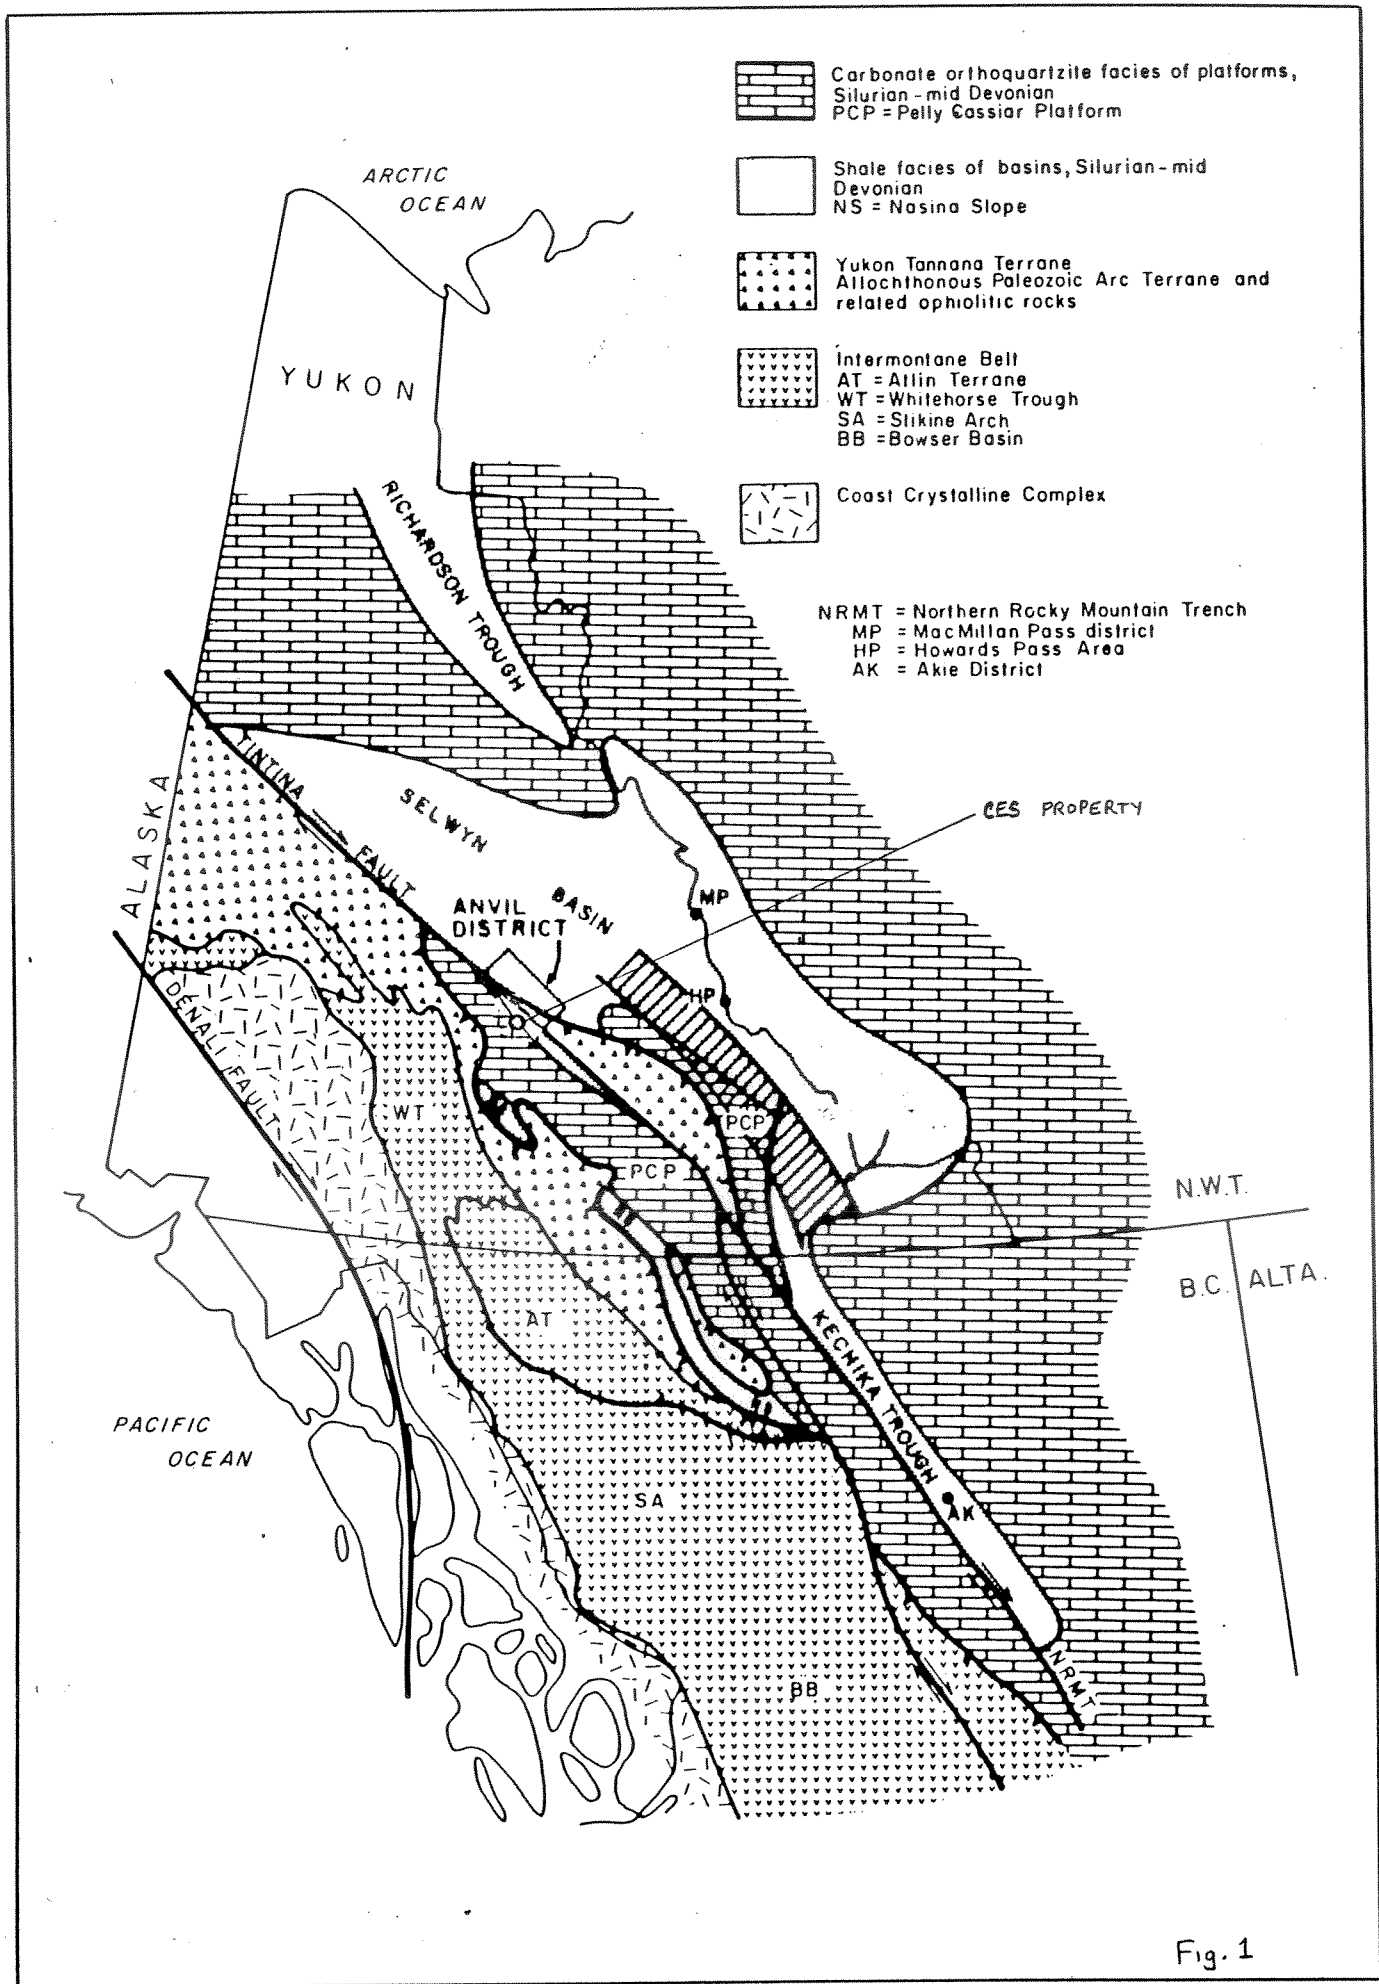 Carbonate orthoquartzite facies of platforms,
Silurian-mid Devonian
PCP = Pelly Cassiar Platform
Shale facies of basins, Silurian-mid
Devonian
NS = Nasina Slope
Yukon Tannana Terrane
Allochthonous Paleozoic Arc Terrane and
related ophiolitic rocks
Intermontane Belt
AT = Atlin Terrane
WT = Whitehorse Trough
SA = Stikine Arch
BB = Bowser Basin
Coast Crystalline Complex
NRMT = Northern Rocky Mountain Trench
MP = MacMillan Pass district
HP = Howards Pass Area
AK = Akie District
ARCTIC
OCEAN
YUKON
RICHARDSON TROUGH
TINTINA
FAULT
ALASKA
SELWYN
BASIN
CES PROPERTY
ANVIL
DISTRICT
MP
HP
DENALI FAULT
WT
PCP
PCP
N.W.T.
B.C.
ALTA.
AT
KECHIKA TROUGH
AK
PACIFIC
OCEAN
SA
BB
NRMT
Fig. 1